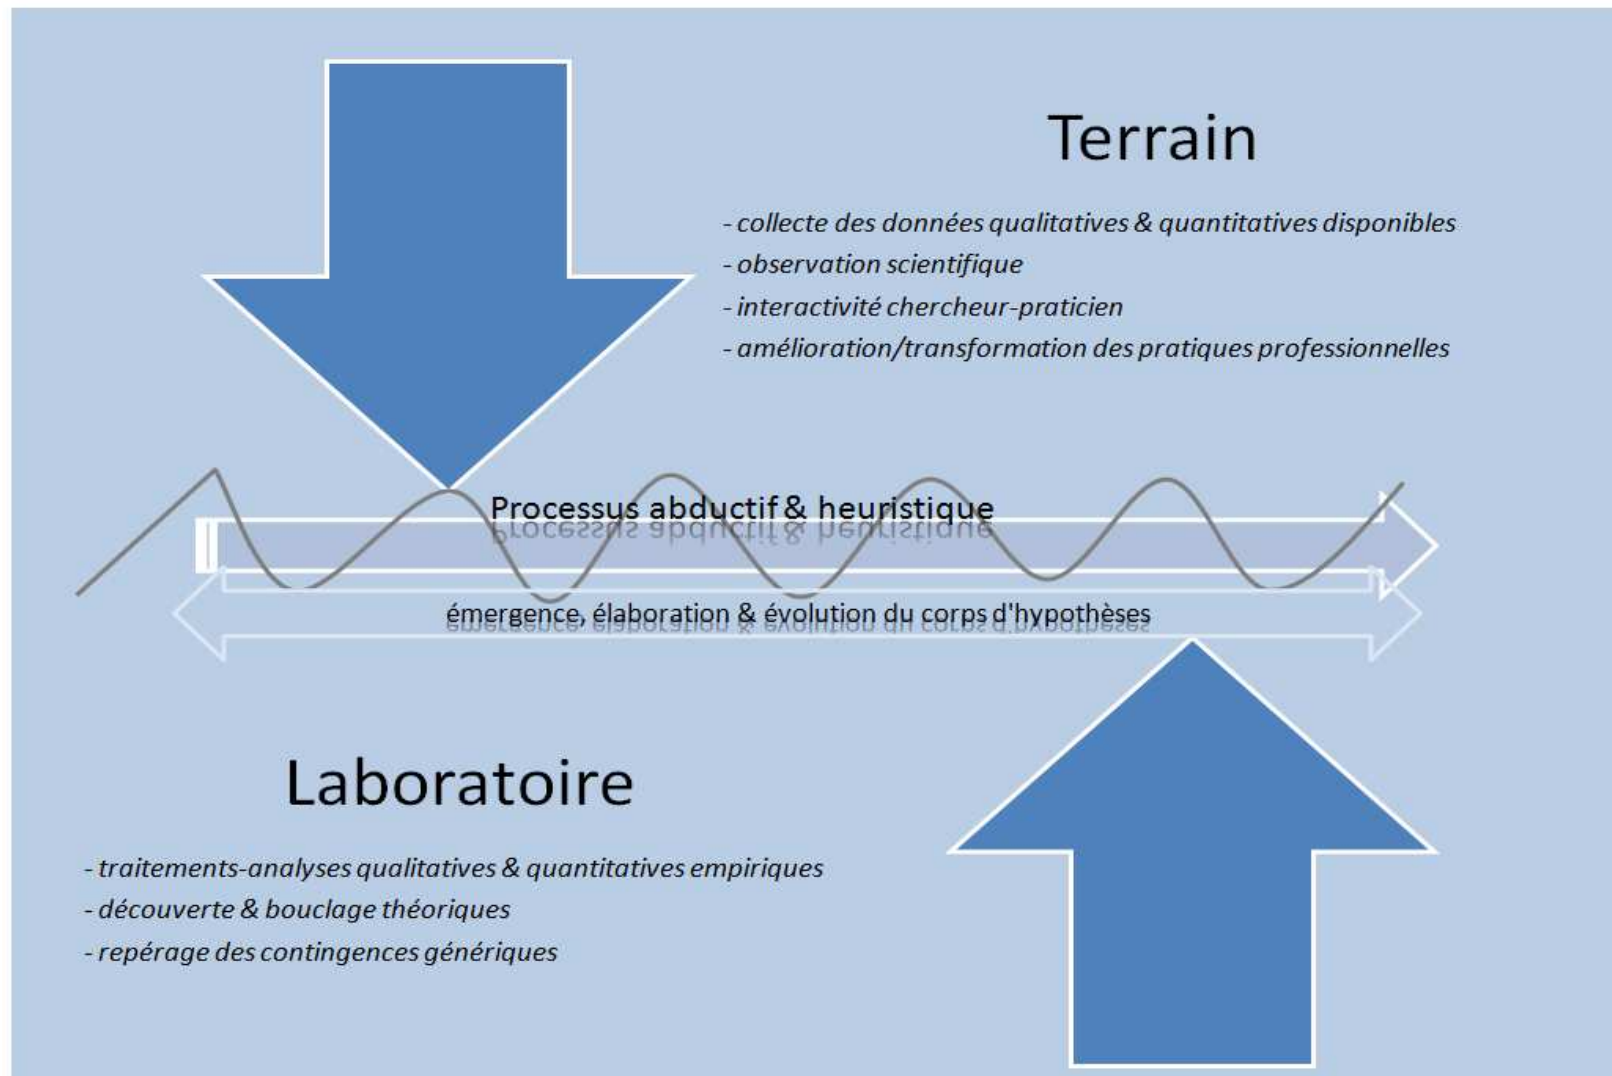 Terrain
- collecte des données qualitatives & quantitatives disponibles
- observation scientifique
- interactivité chercheur-praticien
- amélioration/transformation des pratiques professionnelles
Processus abductif & heuristique
émergence, élaboration & évolution du corps d'hypothèses
Laboratoire
- traitements-analyses qualitatives & quantitatives empiriques
- découverte & bouclage théoriques
- repérage des contingences génériques